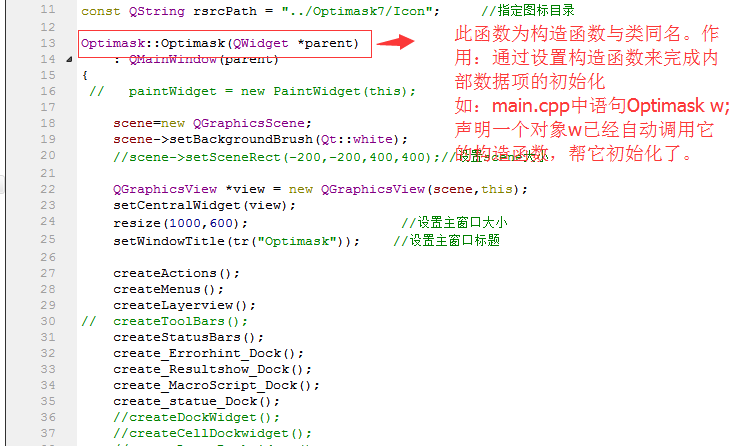 11 const QString rsrcPath = "../Optimask7/Icon"; //指定图标目录
12
13 Optimask::Optimask(QWidget *parent)
14 : QMainWindow(parent)
15 {
16 // paintWidget = new PaintWidget(this);
17
18 scene=new QGraphicsScene;
19 scene->setBackgroundBrush(Qt::white);
20 //scene->setSceneRect(-200,-200,400,400);//设置scene大小
21
22 QGraphicsView *view = new QGraphicsView(scene,this);
23 setCentralWidget(view);
24 resize(1000,600); //设置主窗口大小
25 setWindowTitle(tr("Optimask")); //设置主窗口标题
26
27 createActions();
28 createMenus();
29 createLayerview();
30 // createToolBars();
31 createStatusBars();
32 create_Errorhint_Dock();
33 create_Resultshow_Dock();
34 create_MacroScript_Dock();
35 create_statue_Dock();
36 //createDockWidget();
37 //createCellDockwidget();
此函数为构造函数与类同名。作
用：通过设置构造函数来完成内
部数据项的初始化
如：main.cpp中语句Optimask w;
声明一个对象w已经自动调用它
的构造函数，帮它初始化了。